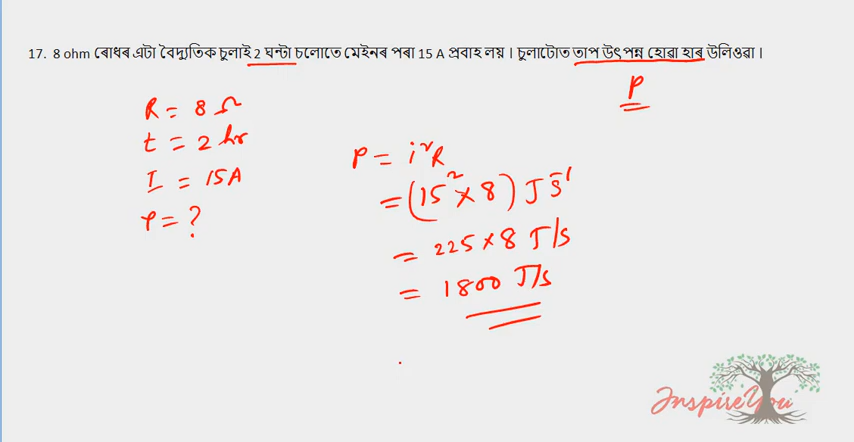 17. 8 ohm ৰোধৰ এটা বৈদ্যুতিক চুলাই 2 ঘন্টা চলোতে মেইনৰ পৰা 15 A প্ৰবাহ লয়। চুলাটোত তাপ উৎপন্ন হোৱা হাৰ উলিওৱা।
P
R = 8 Ω
t = 2 hr
I = 15A
P = ?
P = i²R
= (15² × 8) J S⁻¹
= 225 × 8 J/s
= 1800 J/s
InspireYou